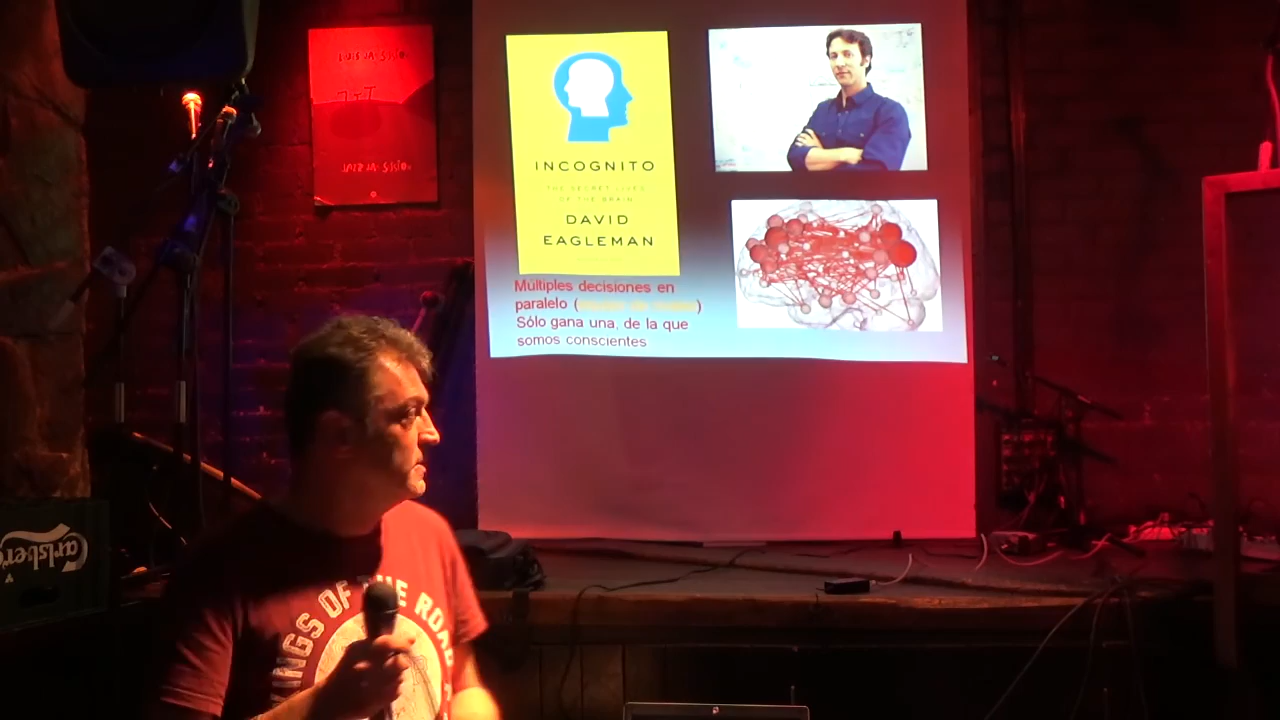 INCOGNITO
THE SECRET LIVES
OF THE BRAIN
DAVID
EAGLEMAN
Múltiples decisiones en
paralelo (
)
Sólo gana una, de la que
somos conscientes
KINGS OF THE ROAD
Carlsberg